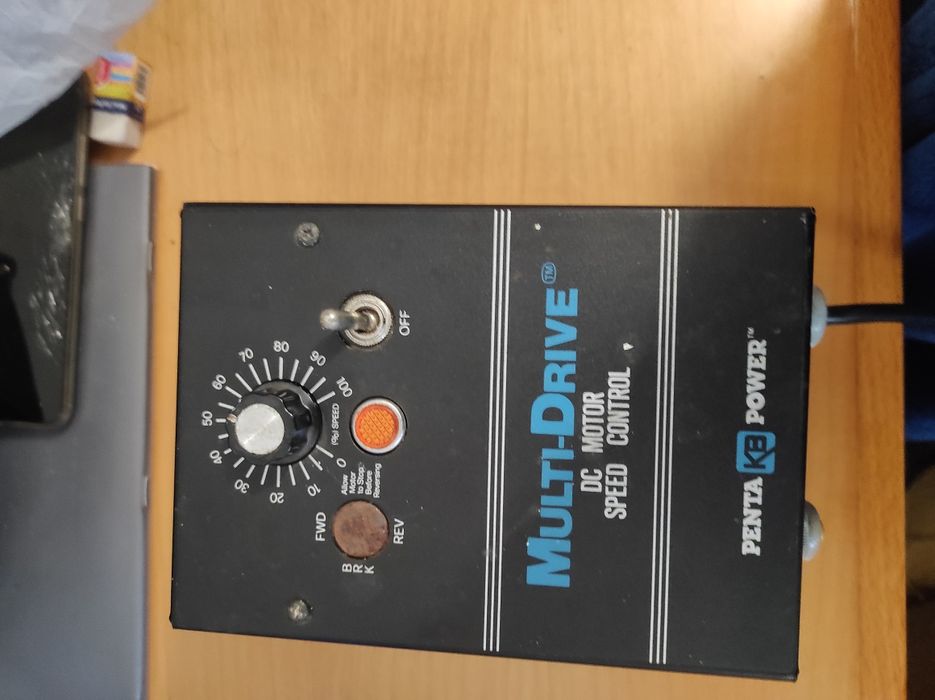 0
10
20
30
40
50
60
70
80
90
100
(%) SPEED
FWD
BRK
REV
Allow
Motor
to Stop
Before
Reversing
OFF
MULTI-DRIVE™
DC MOTOR
SPEED CONTROL
PENTA KB POWER™